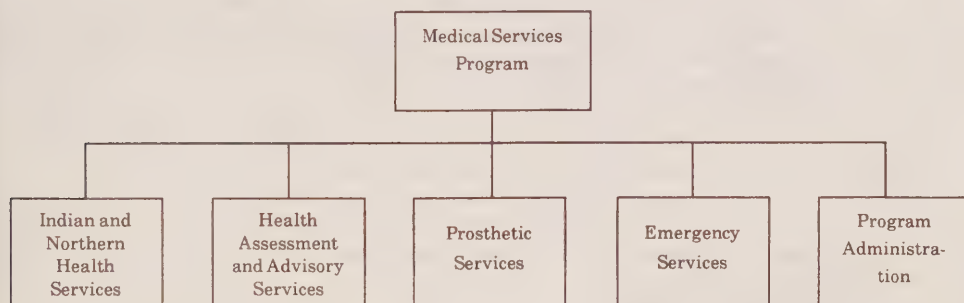 Medical Services
Program
Indian and
Northern
Health
Services
Health
Assessment
and Advisory
Services
Prosthetic
Services
Emergency
Services
Program
Administra-
tion